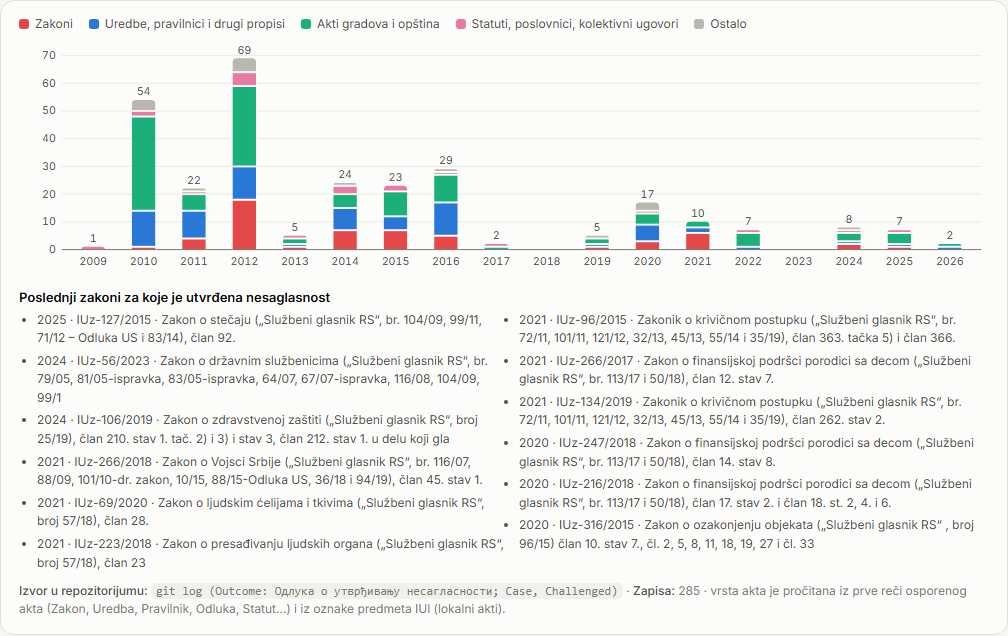 Zakoni Uredbe, pravilnici i drugi propisi Akti gradova i opština Statuti, poslovnici, kolektivni ugovori Ostalo
70
60
50
40
30
20
10
0
1 54 22 69 5 24 23 29 2 5 17 10 7 8 7 2
2009 2010 2011 2012 2013 2014 2015 2016 2017 2018 2019 2020 2021 2022 2023 2024 2025 2026
Poslednji zakoni za koje je utvrđena nesaglasnost
• 2025 · IUz-127/2015 · Zakon o stečaju („Službeni glasnik RS“, br. 104/09, 99/11,
71/12 – Odluka US i 83/14), član 92.
• 2024 · IUz-56/2023 · Zakon o državnim službenicima („Službeni glasnik RS“, br.
79/05, 81/05-ispravka, 83/05-ispravka, 64/07, 67/07-ispravka, 116/08, 104/09,
99/1
• 2024 · IUz-106/2019 · Zakon o zdravstvenoj zaštiti („Službeni glasnik RS“, broj
25/19), član 210. stav 1. tač. 2) i 3) i stav 3, član 212. stav 1. u delu koji gla
• 2021 · IUz-266/2018 · Zakon o Vojsci Srbije („Službeni glasnik RS“, br. 116/07,
88/09, 101/10-dr. zakon, 10/15, 88/15-Odluka US, 36/18 i 94/19), član 45. stav 1.
• 2021 · IUz-69/2020 · Zakon o ljudskim ćelijama i tkivima („Službeni glasnik RS“,
broj 57/18), član 28.
• 2021 · IUz-223/2018 · Zakon o presađivanju ljudskih organa („Službeni glasnik RS“,
broj 57/18), član 23
• 2021 · IUz-96/2015 · Zakonik o krivičnom postupku („Službeni glasnik RS“, br.
72/11, 101/11, 121/12, 32/13, 45/13, 55/14 i 35/19), član 363. tačka 5) i član 366.
• 2021 · IUz-266/2017 · Zakon o finansijskoj podršci porodici sa decom („Službeni
glasnik RS“, br. 113/17 i 50/18), član 12. stav 7.
• 2021 · IUz-134/2019 · Zakonik o krivičnom postupku („Službeni glasnik RS“, br.
72/11, 101/11, 121/12, 32/13, 45/13, 55/14 i 35/19), član 262. stav 2.
• 2020 · IUz-247/2018 · Zakon o finansijskoj podršci porodici sa decom („Službeni
glasnik RS“, br. 113/17 i 50/18), član 14. stav 8.
• 2020 · IUz-216/2018 · Zakon o finansijskoj podršci porodici sa decom („Službeni
glasnik RS“, br. 113/17 i 50/18), član 17. stav 2. i član 18. st. 2, 4. i 6.
• 2020 · IUz-316/2015 · Zakon o ozakonjenju objekata („Službeni glasnik RS“ , broj
96/15) član 10. stav 7., čl. 2, 5, 8, 11, 18, 19, 27 i čl. 33
Izvor u repozitorijumu: git log (Outcome: Одлука о утврђивању несагласности; Case, Challenged) · Zapisa: 285 · vrsta akta je pročitana iz prve reči osporenog
akta (Zakon, Uredba, Pravilnik, Odluka, Statut...) i iz oznake predmeta IUl (lokalni akti).